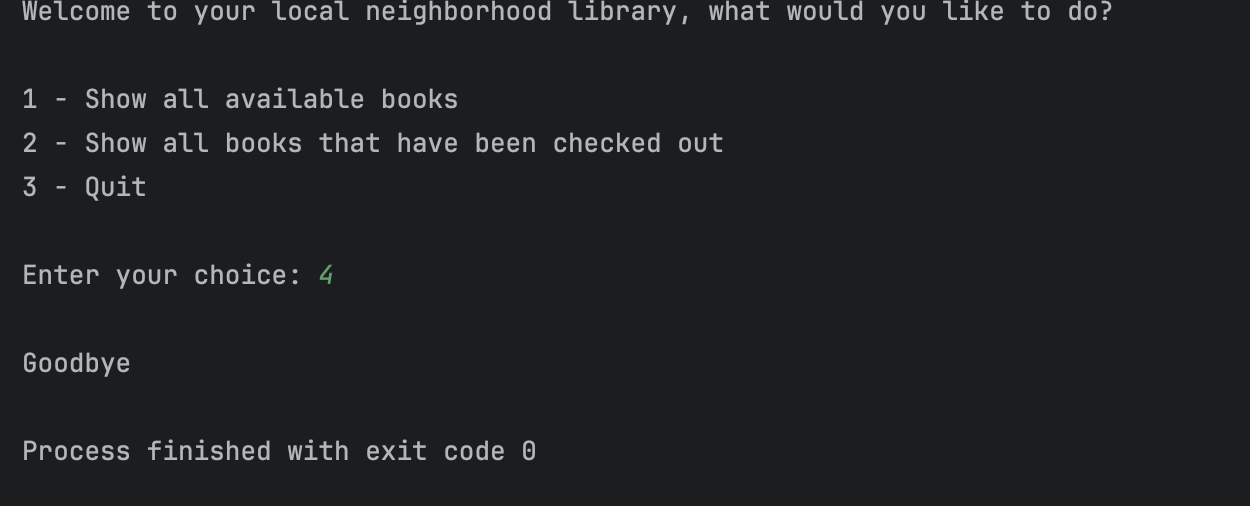 Welcome to your local neighborhood library, what would you like to do?
1 - Show all available books
2 - Show all books that have been checked out
3 - Quit
Enter your choice: 4
Goodbye
Process finished with exit code 0